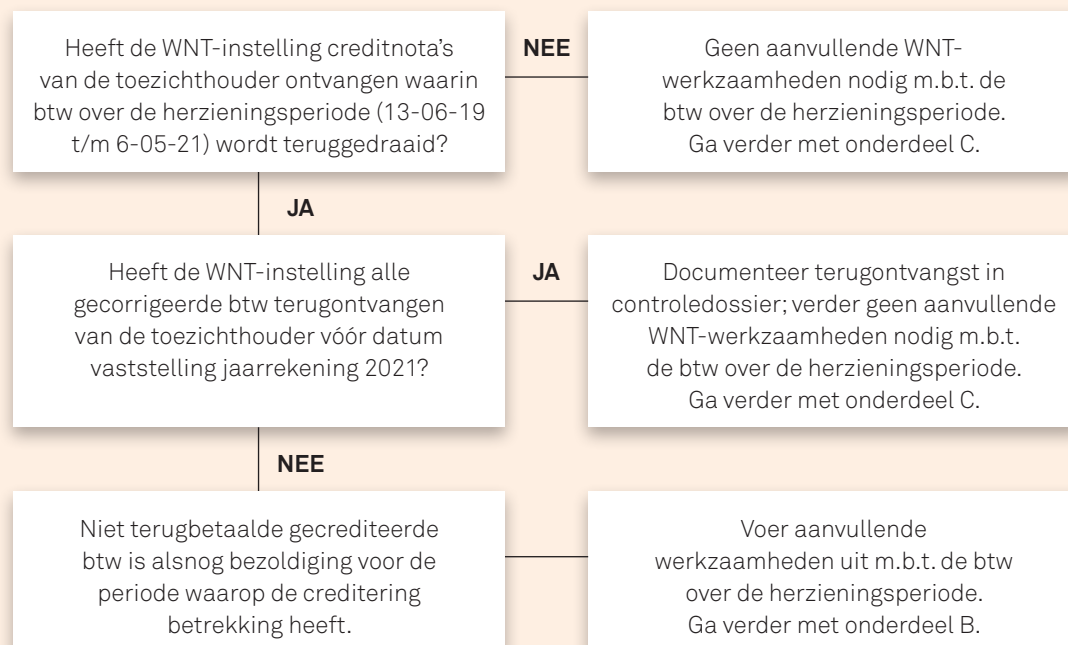 Heeft de WNT-instelling creditnota's
van de toezichthouder ontvangen waarin
btw over de herzieningsperiode (13-06-19
t/m 6-05-21) wordt teruggedraaid?
NEE
Geen aanvullende WNT-
werkzaamheden nodig m.b.t. de
btw over de herzieningsperiode.
Ga verder met onderdeel C.
JA
Heeft de WNT-instelling alle
gecorrigeerde btw terugontvangen
van de toezichthouder vóór datum
vaststelling jaarrekening 2021?
JA
Documenteer terugontvangst in
controledossier; verder geen aanvullende
WNT-werkzaamheden nodig m.b.t.
de btw over de herzieningsperiode.
Ga verder met onderdeel C.
NEE
Niet terugbetaalde gecrediteerde
btw is alsnog bezoldiging voor de
periode waarop de creditering
betrekking heeft.
Voer aanvullende
werkzaamheden uit m.b.t. de btw
over de herzieningsperiode.
Ga verder met onderdeel B.